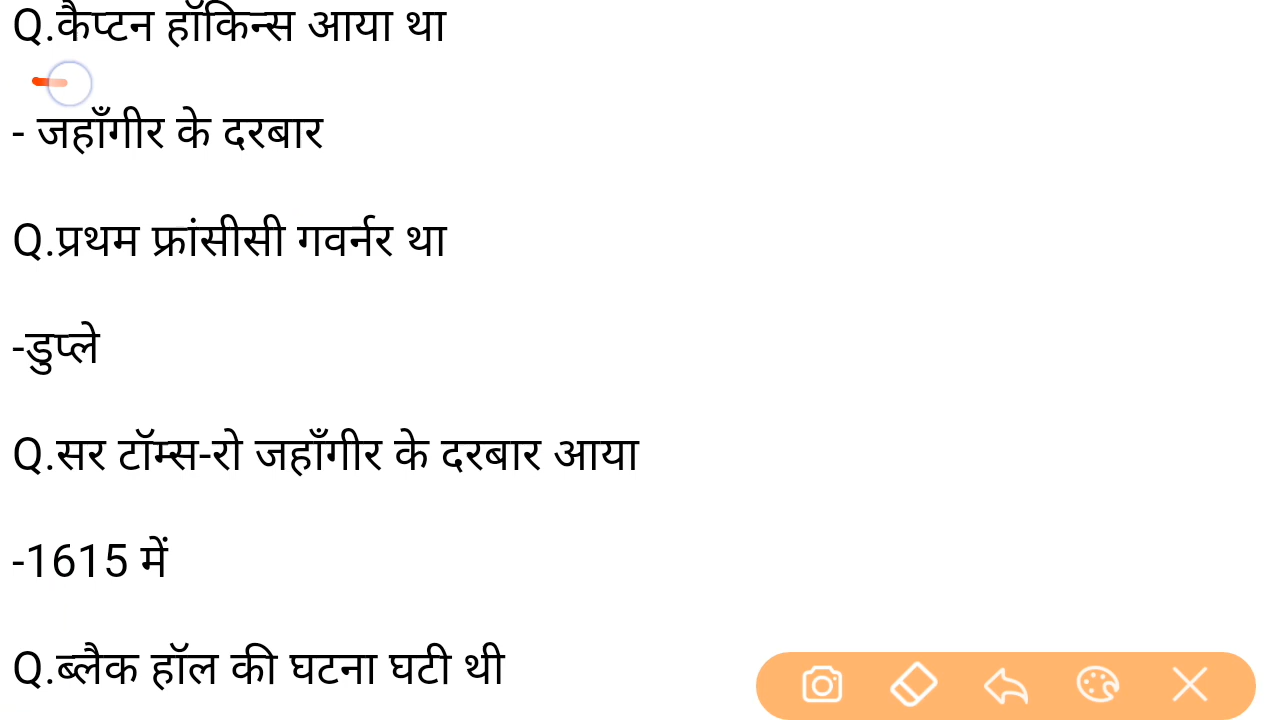 Q.कैप्टन हॉकिन्स आया था
- जहाँगीर के दरबार
Q.प्रथम फ्रांसीसी गवर्नर था
-डुप्ले
Q.सर टॉम्स-रो जहाँगीर के दरबार आया
-1615 में
Q.ब्लैक हॉल की घटना घटी थी